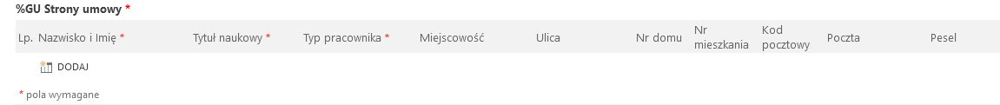 %GU Strony umowy *
Lp. Nazwisko i Imię * Tytuł naukowy * Typ pracownika * Miejscowość Ulica Nr domu Nr mieszkania Kod pocztowy Poczta Pesel
DODAJ
* pola wymagane